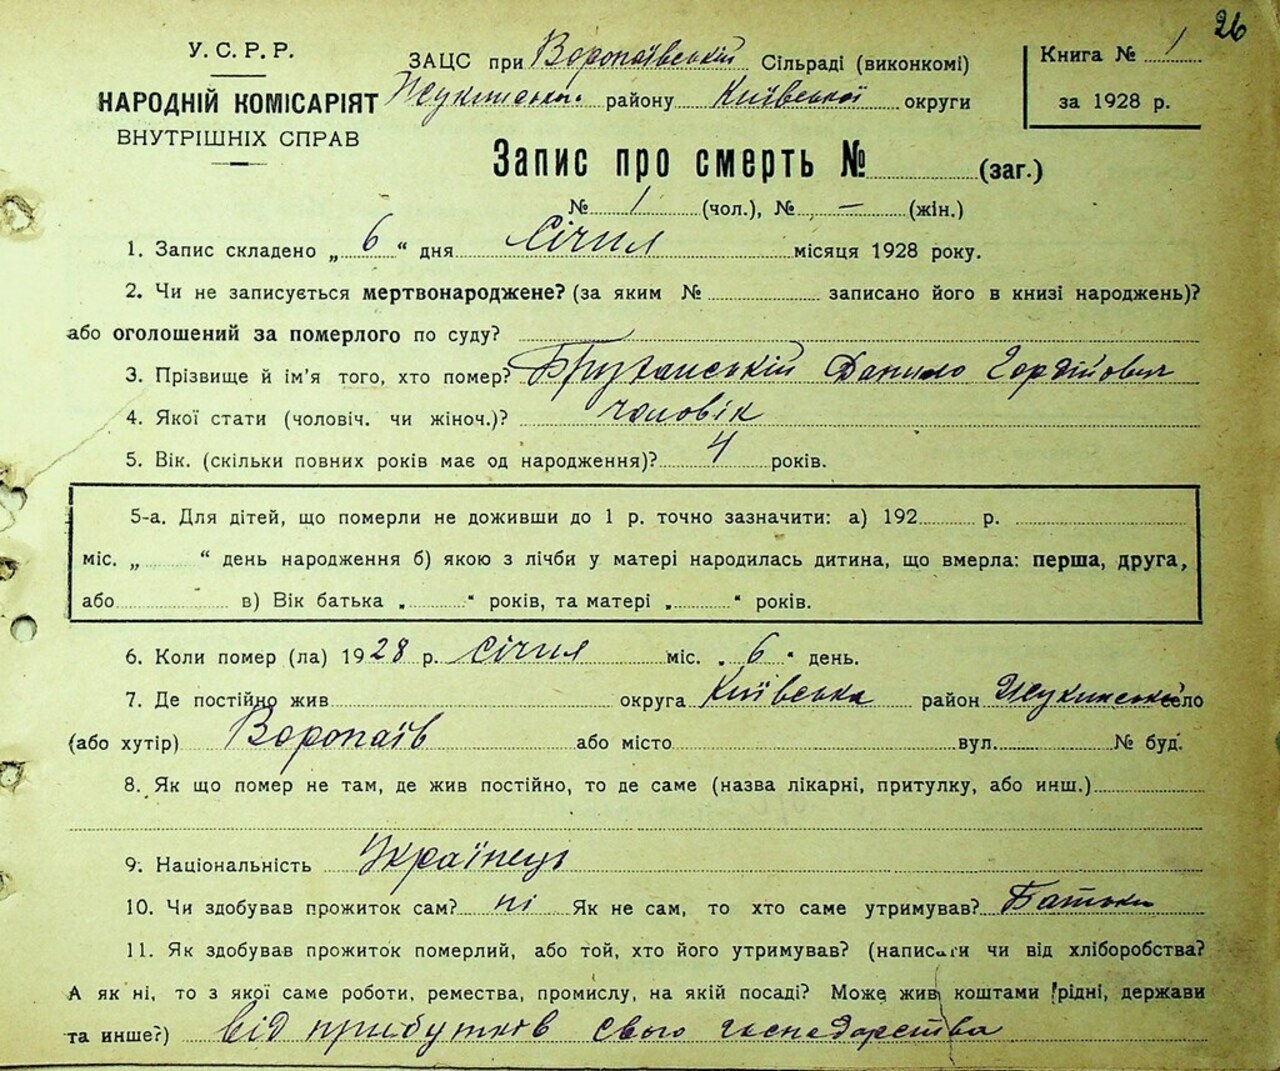 26
У.С.Р.Р.
НАРОДНІЙ КОМІСАРІЯТ
ВНУТРІШНІХ СПРАВ
ЗАЦС при Воропаївській Сільраді (виконкомі)
району Київської округи
Книга № 1
за 1928 р.
Запис про смерть № (заг.)
№ 1 (чол.), № – (жін.)
1. Запис складено „ 6 “ дня Січня місяця 1928 року.
2. Чи не записується мертвонароджене? (за яким № записано його в книзі народжень)?
або оголошений за померлого по суду?
3. Прізвище й ім'я того, хто помер? Данило Гордійович
4. Якої стати (чоловіч. чи жіноч.)? чоловік
5. Вік. (скільки повних років має од народження)? 4 років.
5-а. Для дітей, що померли не доживши до 1 р. точно зазначити: а) 192 р.
міс. „ “ день народження б) якою з лічби у матері народилась дитина, що вмерла: перша, друга,
або в) Вік батька „ “ років, та матері „ “ років.
6. Коли помер (ла) 1928 р. січня міс. „ 6 “ день.
7. Де постійно жив округа Київська район село
(або хутір) Воропаїв або місто вул. № буд.
8. Як що помер не там, де жив постійно, то де саме (назва лікарні, притулку, або инш.)
9. Національність Українець
10. Чи здобував прожиток сам? ні Як не сам, то хто саме утримував? Батьки
11. Як здобував прожиток померлий, або той, хто його утримував? (написати чи від хліборобства?
А як ні, то з якої саме роботи, ремества, промислу, на якій посаді? Може жив коштами рідні, держави
та инше?) від прибутків свого господарства